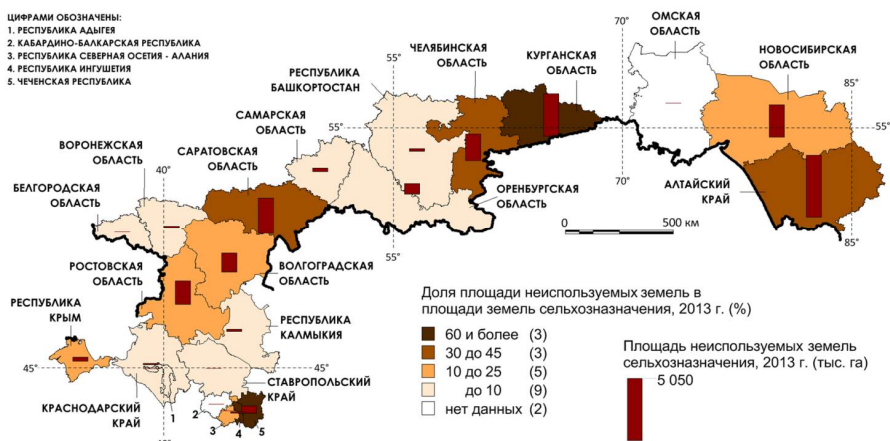 ЦИФРАМИ ОБОЗНАЧЕНЫ:
1. РЕСПУБЛИКА АДЫГЕЯ
2. КАБАРДИНО-БАЛКАРСКАЯ РЕСПУБЛИКА
3. РЕСПУБЛИКА СЕВЕРНАЯ ОСЕТИЯ - АЛАНИЯ
4. РЕСПУБЛИКА ИНГУШЕТИЯ
5. ЧЕЧЕНСКАЯ РЕСПУБЛИКА
70°
ОМСКАЯ
ОБЛАСТЬ
НОВОСИБИРСКАЯ
ОБЛАСТЬ
85°
55°
ЧЕЛЯБИНСКАЯ
ОБЛАСТЬ
КУРГАНСКАЯ
ОБЛАСТЬ
55°
РЕСПУБЛИКА
БАШКОРТОСТАН
55°
САМАРСКАЯ
ОБЛАСТЬ
ВОРОНЕЖСКАЯ
ОБЛАСТЬ
40°
САРАТОВСКАЯ
ОБЛАСТЬ
БЕЛГОРОДСКАЯ
ОБЛАСТЬ
ОРЕНБУРГСКАЯ
ОБЛАСТЬ
70°
АЛТАЙСКИЙ
КРАЙ
85°
0
500 км
55°
РОСТОВСКАЯ
ОБЛАСТЬ
ВОЛГОГРАДСКАЯ
ОБЛАСТЬ
РЕСПУБЛИКА
КРЫМ
РЕСПУБЛИКА
КАЛМЫКИЯ
45°
45°
КРАСНОДАРСКИЙ
КРАЙ
СТАВРОПОЛЬСКИЙ
КРАЙ
1
2
3
4
5
Доля площади неиспользуемых земель в
площади земель сельхозназначения, 2013 г. (%)
60 и более (3)
30 до 45 (3)
10 до 25 (5)
до 10 (9)
нет данных (2)
Площадь неиспользуемых земель
сельхозназначения, 2013 г. (тыс. га)
5 050